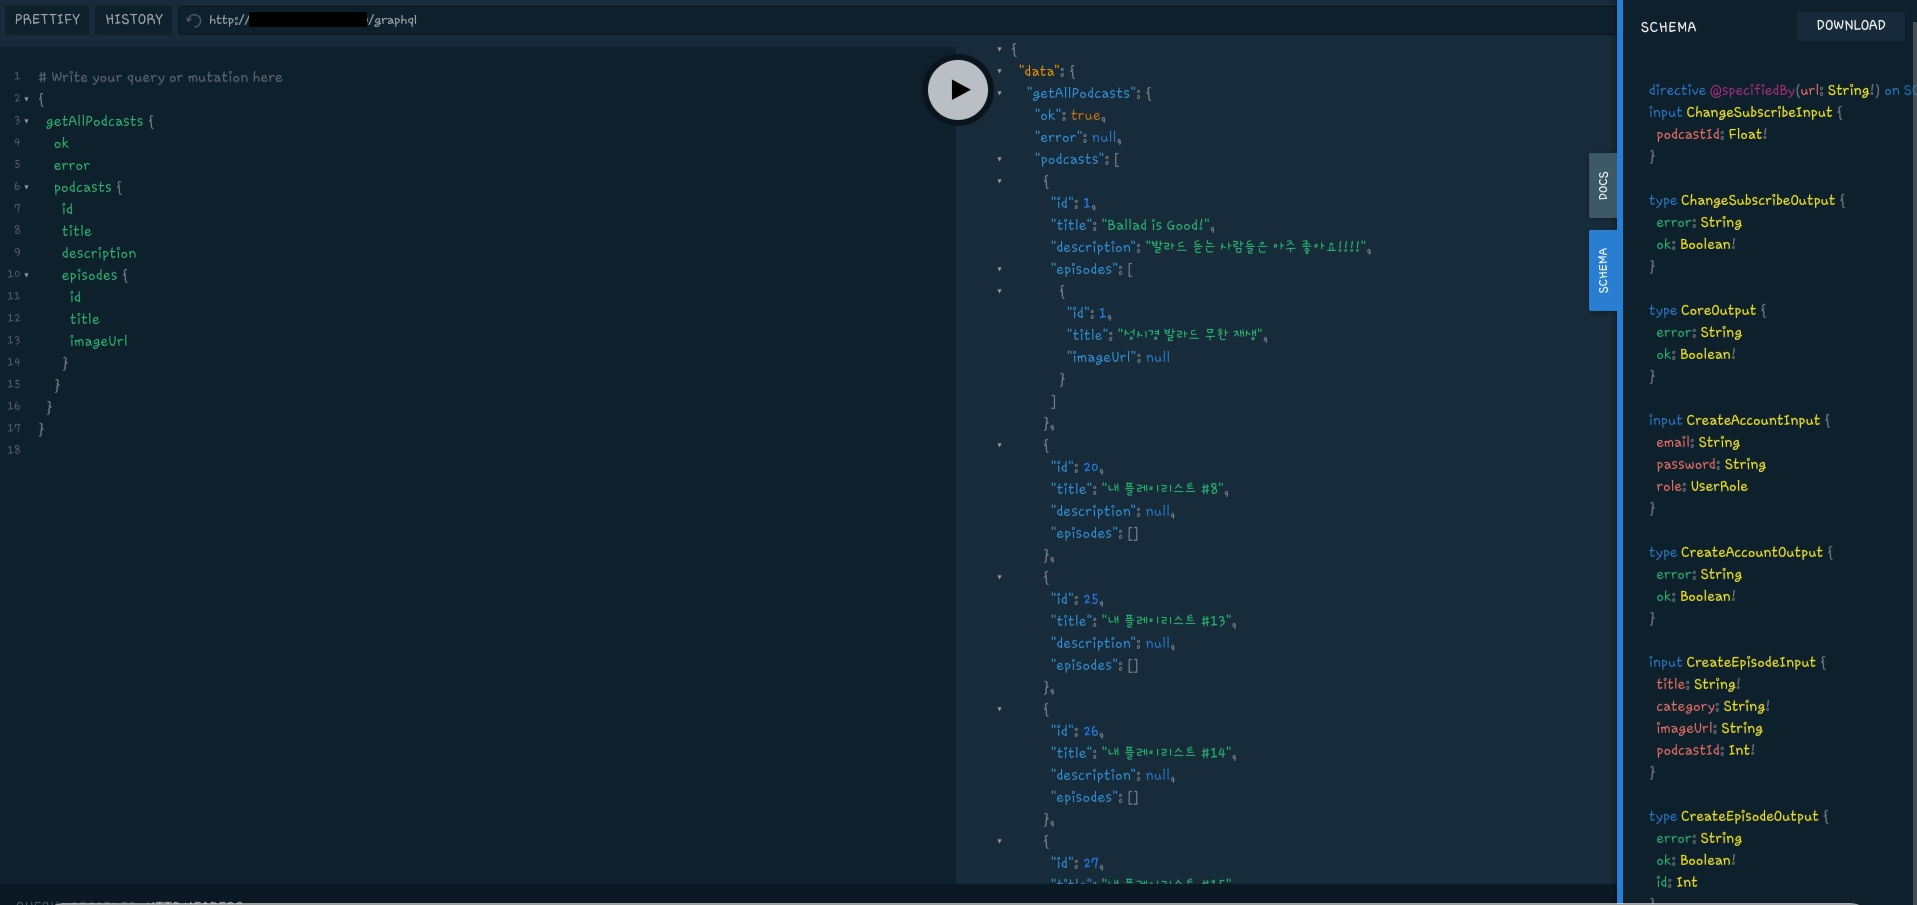 PRETTIFY
HISTORY
http://
/graphql
1 # Write your query or mutation here
2 {
3 getAllPodcasts {
4 ok
5 error
6 podcasts {
7 id
8 title
9 description
10 episodes {
11 id
12 title
13 imageUrl
14 }
15 }
16 }
17 }
18
{
"data": {
"getAllPodcasts": {
"ok": true,
"error": null,
"podcasts": [
{
"id": 1,
"title": "Ballad is Good!",
"description": "발라드 듣는 사람들은 아주 좋아요!!!!",
"episodes": [
{
"id": 1,
"title": "성시경 발라드 무한 재생",
"imageUrl": null
}
]
},
{
"id": 20,
"title": "내 플레이리스트 #8",
"description": null,
"episodes": []
},
{
"id": 25,
"title": "내 플레이리스트 #13",
"description": null,
"episodes": []
},
{
"id": 26,
"title": "내 플레이리스트 #14",
"description": null,
"episodes": []
},
{
"id": 27,
"title": "내 플레이리스트 #15"
DOCS
SCHEMA
SCHEMA
DOWNLOAD
directive @specifiedBy(url: String!) on
input ChangeSubscribeInput {
podcastId: Float!
}
type ChangeSubscribeOutput {
error: String
ok: Boolean!
}
type CoreOutput {
error: String
ok: Boolean!
}
input CreateAccountInput {
email: String
password: String
role: UserRole
}
type CreateAccountOutput {
error: String
ok: Boolean!
}
input CreateEpisodeInput {
title: String!
category: String!
imageUrl: String
podcastId: Int!
}
type CreateEpisodeOutput {
error: String
ok: Boolean!
id: Int
}